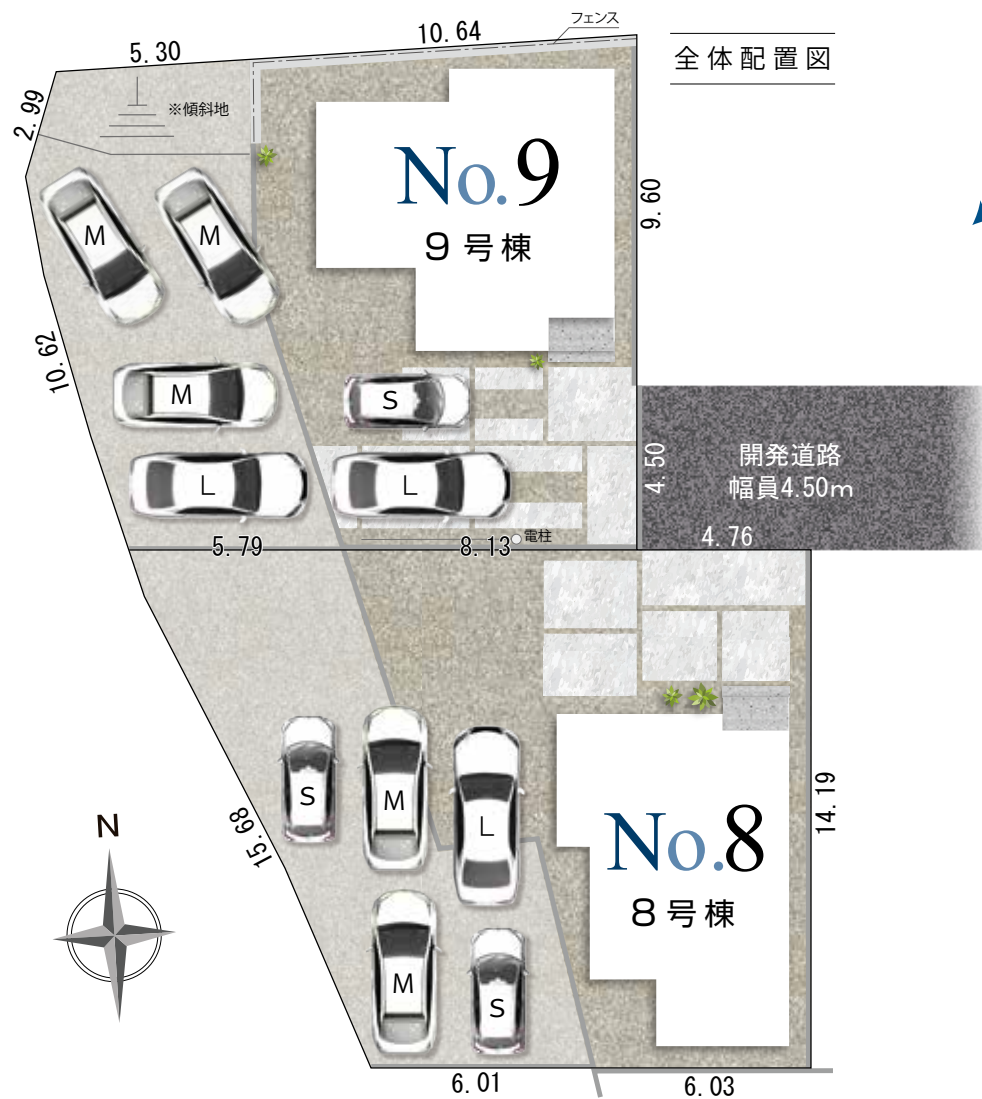 フェンス
10.64
5.30
全体配置図
2.99
※傾斜地
No.9
9号棟
9.60
M
M
10.62
M
S
L
L
4.50
開発道路
幅員4.50m
4.76
電柱
5.79
8.13
S
M
L
No.8
8号棟
14.19
15.68
N
M
S
6.01
6.03